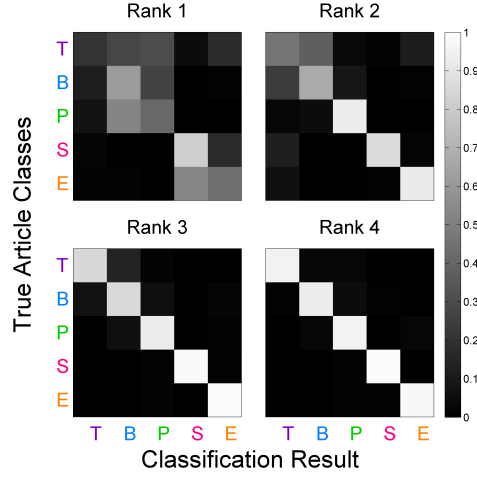 Rank 1
Rank 2
T
B
P
S
E
1
0.9
0.8
0.7
0.6
0.5
0.4
0.3
0.2
0.1
0
True Article Classes
Rank 3
Rank 4
T
B
P
S
E
T B P S E
T B P S E
Classification Result